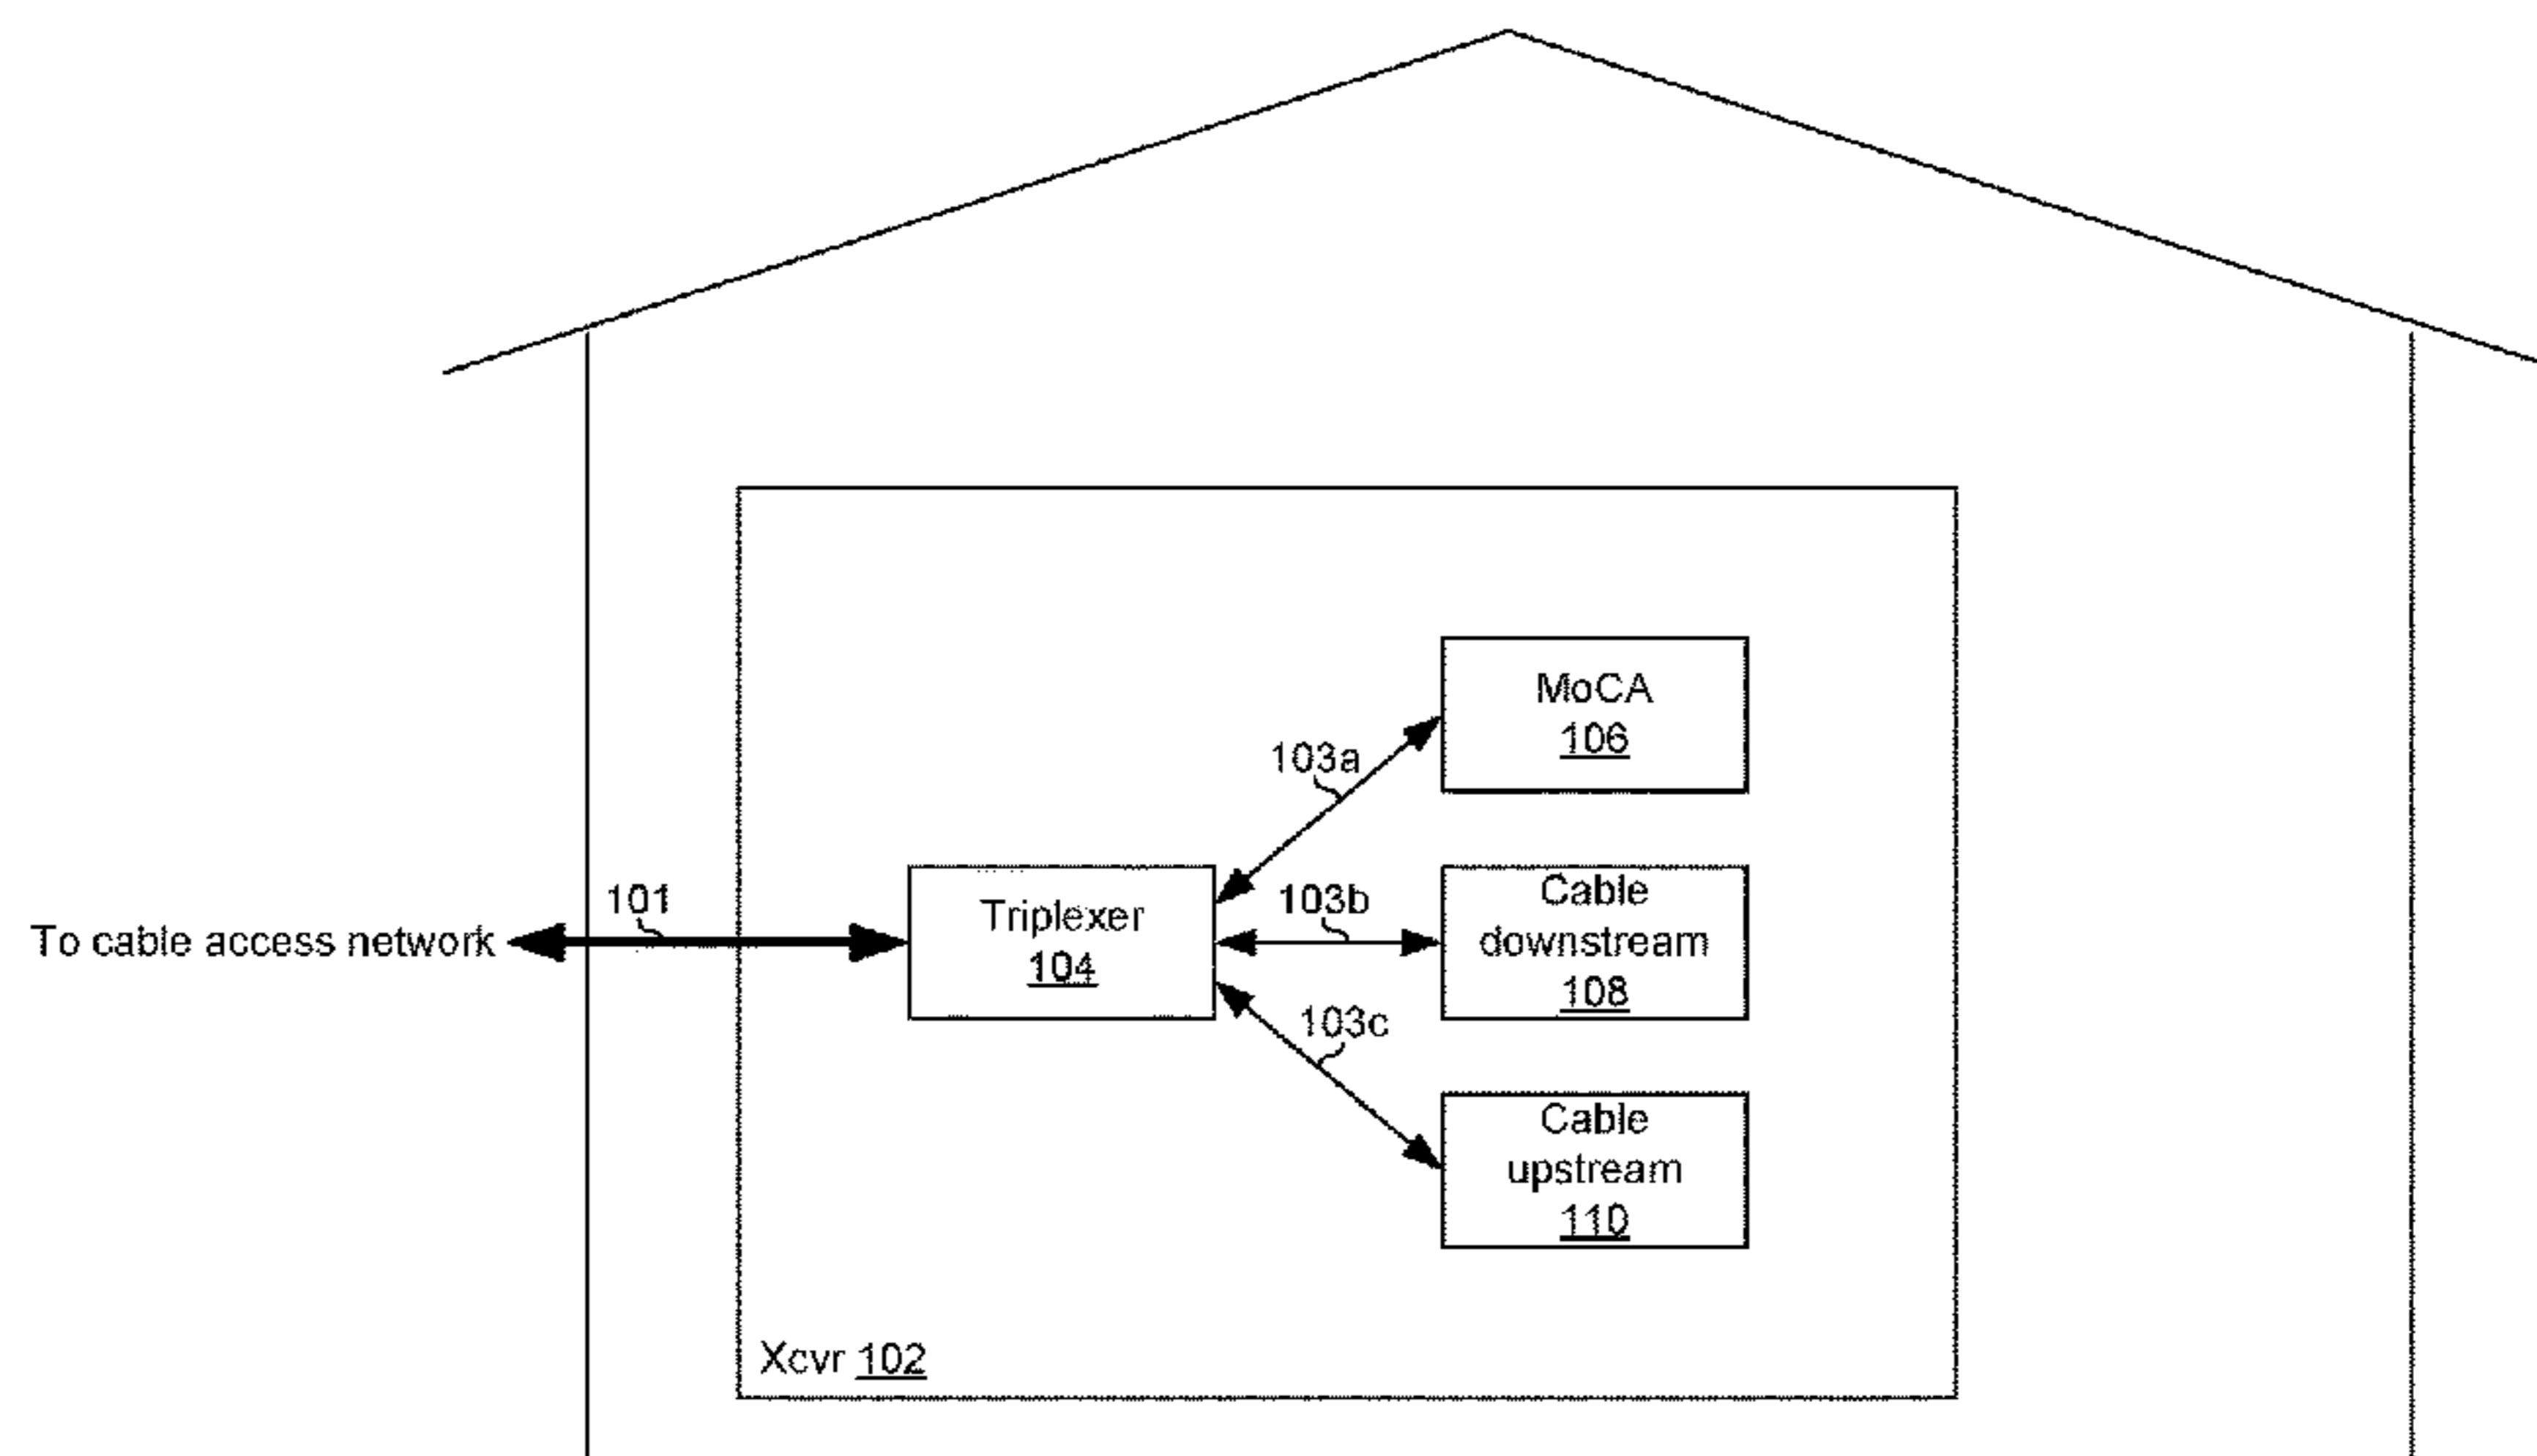 MoCA
106
103a
101
To cable access network
Triplexer
104
103b
Cable
downstream
108
103c
Cable
upstream
110
Xcvr 102